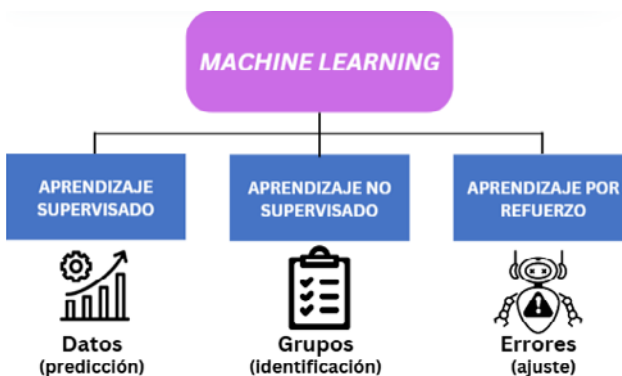 MACHINE LEARNING
APRENDIZAJE
SUPERVISADO
APRENDIZAJE NO
SUPERVISADO
APRENDIZAJE POR
REFUERZO
Datos
(predicción)
Grupos
(identificación)
Errores
(ajuste)